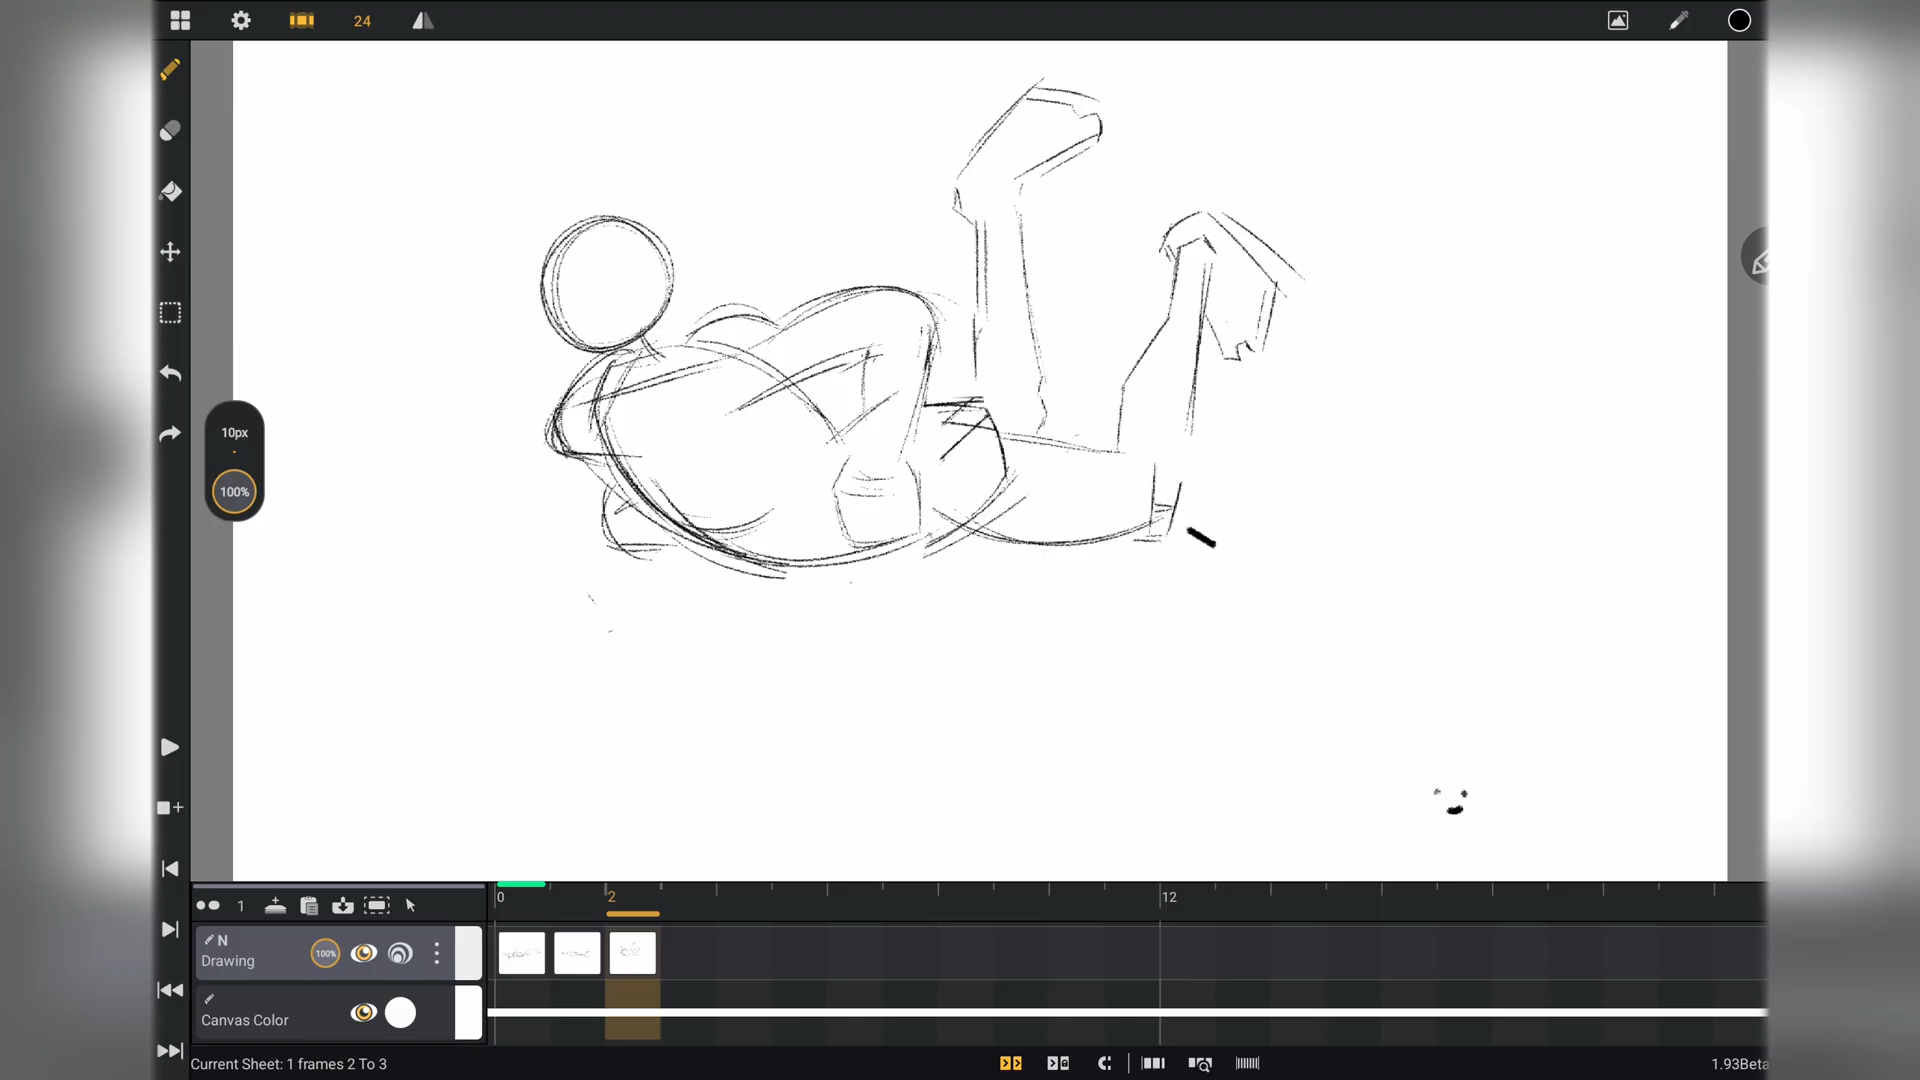 24
10px
100%
0
2
12
1
N
Drawing
100%
Canvas Color
Current Sheet: 1 frames 2 To 3
1.93Beta